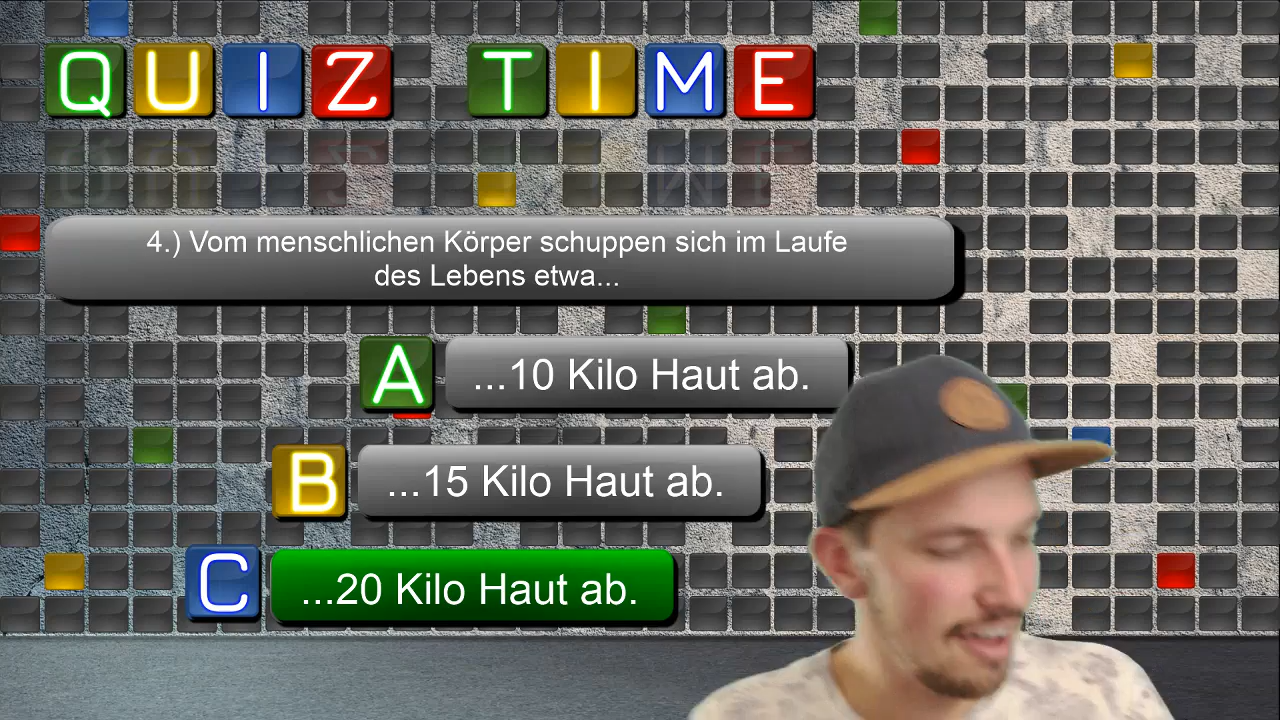 QUIZ TIME
4.) Vom menschlichen Körper schuppen sich im Laufe
des Lebens etwa...
A ...10 Kilo Haut ab.
B ...15 Kilo Haut ab.
C ...20 Kilo Haut ab.